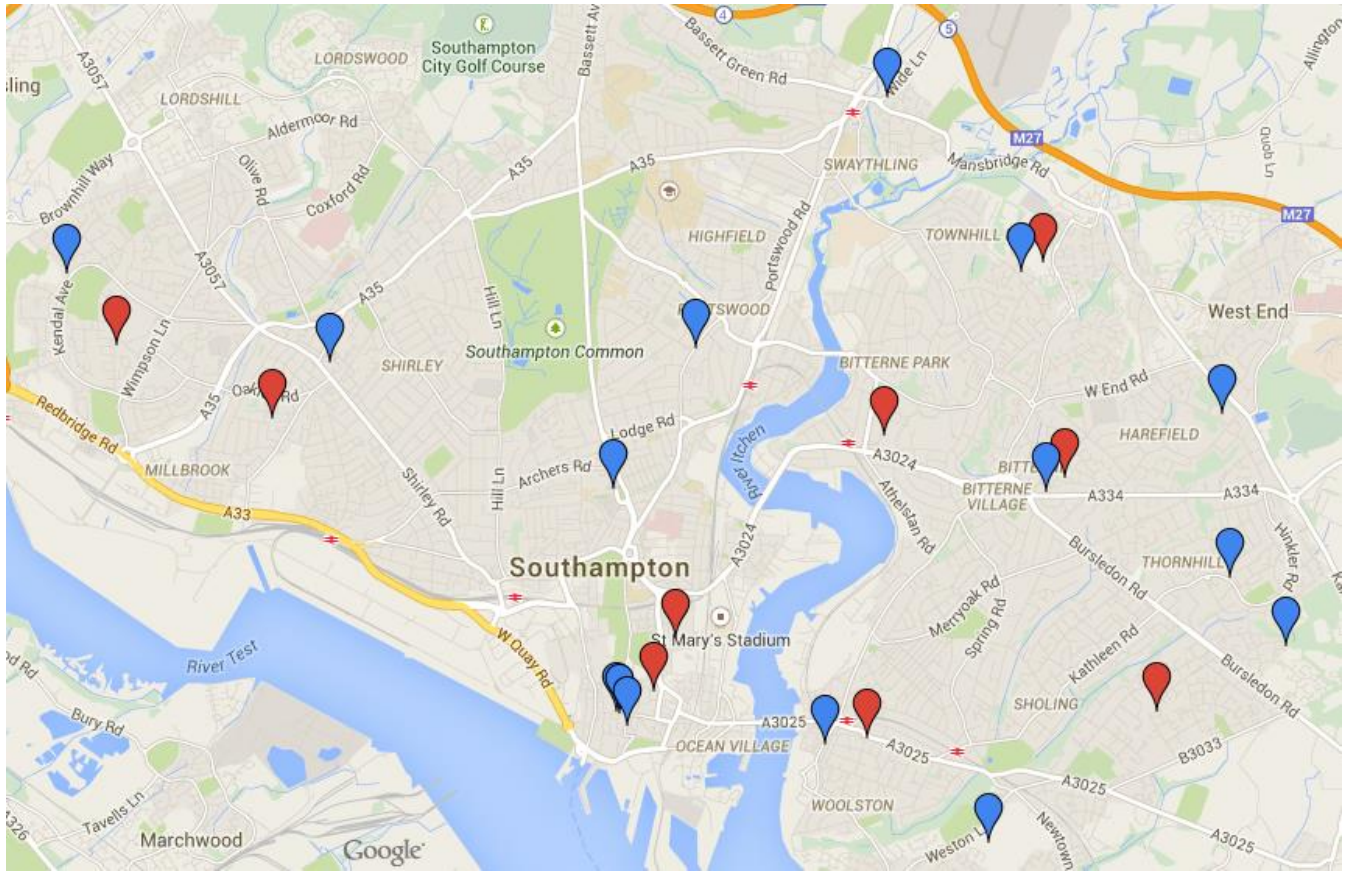 4
5
Southampton
City Golf Course
Bassett Av
Bassett Green Rd
Wide Ln
Allington
A3057
LORDSWOOD
ling
LORDSHILL
Aldermoor Rd
M27
Quob Ln
A35
A35
SWAYTHLING
Mansbridge Rd
Olive Rd
Coxford Rd
Brownhill Way
M27
Portswood Rd
HIGHFIELD
TOWNHILL
A3057
A35
Hill Ln
Kendal Ave
West End
Wimpson Ln
SHIRLEY
Southampton Common
BITTERNE PARK
W End Rd
A35
Redbridge Rd
Lodge Rd
River Itchen
HAREFIELD
MILLBROOK
Archers Rd
Hill Ln
Shirley Rd
A3024
BITTERNE
VILLAGE
A334
A334
Athelstan Rd
A33
A3024
Hinkler Rd
Southampton
Bursledon Rd
THORNHILL
Merryoak Rd
Spring Rd
St Mary's Stadium
Kathleen Rd
River Test
W Quay Rd
Bursledon Rd
Bury Rd
SHOLING
A3025
OCEAN VILLAGE
A3025
B3033
A3025
WOOLSTON
Tavells Ln
A326
Marchwood
Google
Weston
Newtown
A3025